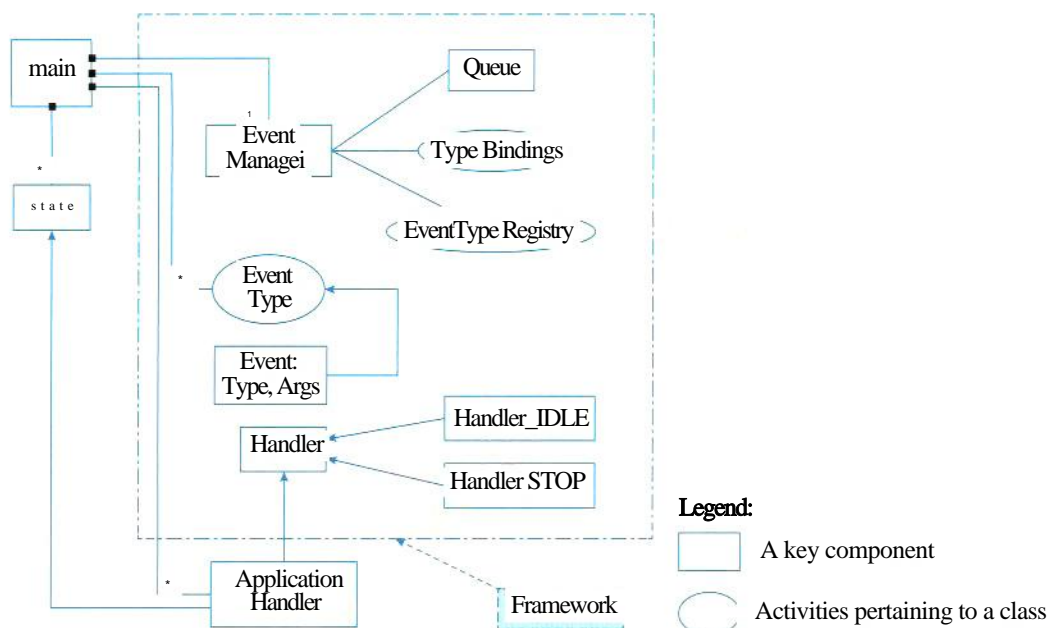 main
Queue
1
Event
Managei
Type Bindings
*
state
EventType Registry
*
Event
Type
Event:
Type, Args
Handler_IDLE
Handler
Handler STOP
Legend:
A key component
*
Application
Handler
Framework
Activities pertaining to a class